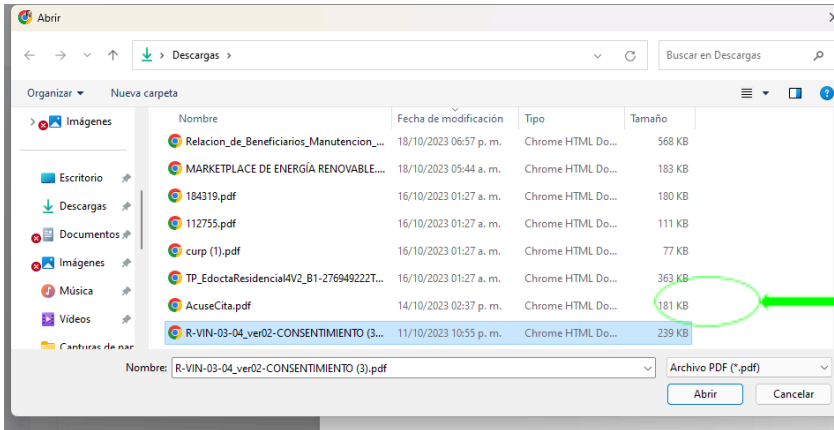 Abrir
Descargas
Buscar en Descargas
Organizar
Nueva carpeta
Imágenes
Nombre Fecha de modificación Tipo Tamaño
Relacion_de_Beneficiarios_Manutencion_... 18/10/2023 06:57 p. m. Chrome HTML Do... 568 KB
MARKETPLACE DE ENERGÍA RENOVABLE.... 18/10/2023 05:44 a. m. Chrome HTML Do... 183 KB
Escritorio
184319.pdf 16/10/2023 01:27 a. m. Chrome HTML Do... 180 KB
Descargas
112755.pdf 16/10/2023 01:27 a. m. Chrome HTML Do... 111 KB
Documentos
curp (1).pdf 16/10/2023 01:27 a. m. Chrome HTML Do... 77 KB
Imágenes
TP_EdoctaResidencial4V2_B1-276949222T... 16/10/2023 01:27 a. m. Chrome HTML Do... 363 KB
Música
AcuseCita.pdf 14/10/2023 02:37 p. m. Chrome HTML Do... 181 KB
Vídeos
R-VIN-03-04_ver02-CONSENTIMIENTO (3... 11/10/2023 10:55 p. m. Chrome HTML Do... 239 KB
Capturas de pan
Nombre: R-VIN-03-04_ver02-CONSENTIMIENTO (3).pdf Archivo PDF (*.pdf)
Abrir Cancelar